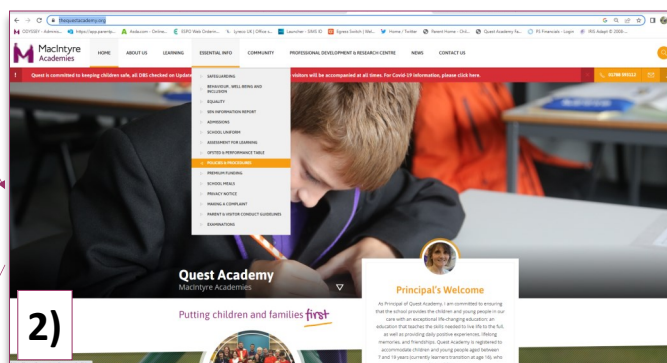 thequestacademy.org
MacIntyre
Academies
HOME
ABOUT US
LEARNING
ESSENTIAL INFO
COMMUNITY
PROFESSIONAL DEVELOPMENT & RESEARCH CENTRE
NEWS
CONTACT US
! Quest is committed to keeping children safe, all DBS checked on Updat
visitors will be accompanied at all times. For Covid-19 information, please click here.
SAFEGUARDING
BEHAVIOUR, WELL BEING AND
INCLUSION
EQUALITY
SEN INFORMATION REPORT
ADMISSIONS
SCHOOL UNIFORM
ASSESSMENT FOR LEARNING
OFSTED & PERFORMANCE TABLE
POLICIES & PROCEDURES
PREMIUM FUNDING
SCHOOL MEALS
PRIVACY NOTICE
MAKING A COMPLAINT
PARENT & VISITOR CONDUCT GUIDELINES
EXAMINATIONS
Quest Academy
MacIntyre Academies
Putting children and families first
Principal's Welcome
As Principal of Quest Academy, I am committed to ensuring
that the school provides the children and young people in our
care with an exceptional life-changing education; an
education that teaches the skills needed to live life to the full,
as well as providing daily positive experiences, lifelong
memories, and friendships. Quest Academy is registered to
accommodate children and young people aged between
7 and 19 years (currently learners transition at age 16), who
2)